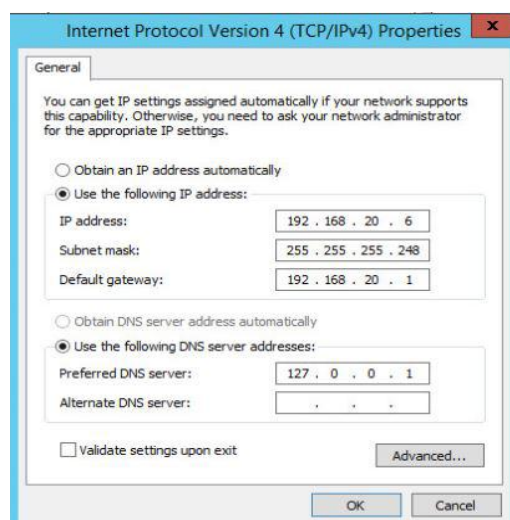 Internet Protocol Version 4 (TCP/IPv4) Properties
x
General
You can get IP settings assigned automatically if your network supports
this capability. Otherwise, you need to ask your network administrator
for the appropriate IP settings.
Obtain an IP address automatically
Use the following IP address:
IP address: 192 . 168 . 20 . 6
Subnet mask: 255 . 255 . 255 . 248
Default gateway: 192 . 168 . 20 . 1
Obtain DNS server address automatically
Use the following DNS server addresses:
Preferred DNS server: 127 . 0 . 0 . 1
Alternate DNS server: . . .
Validate settings upon exit
Advanced...
OK Cancel